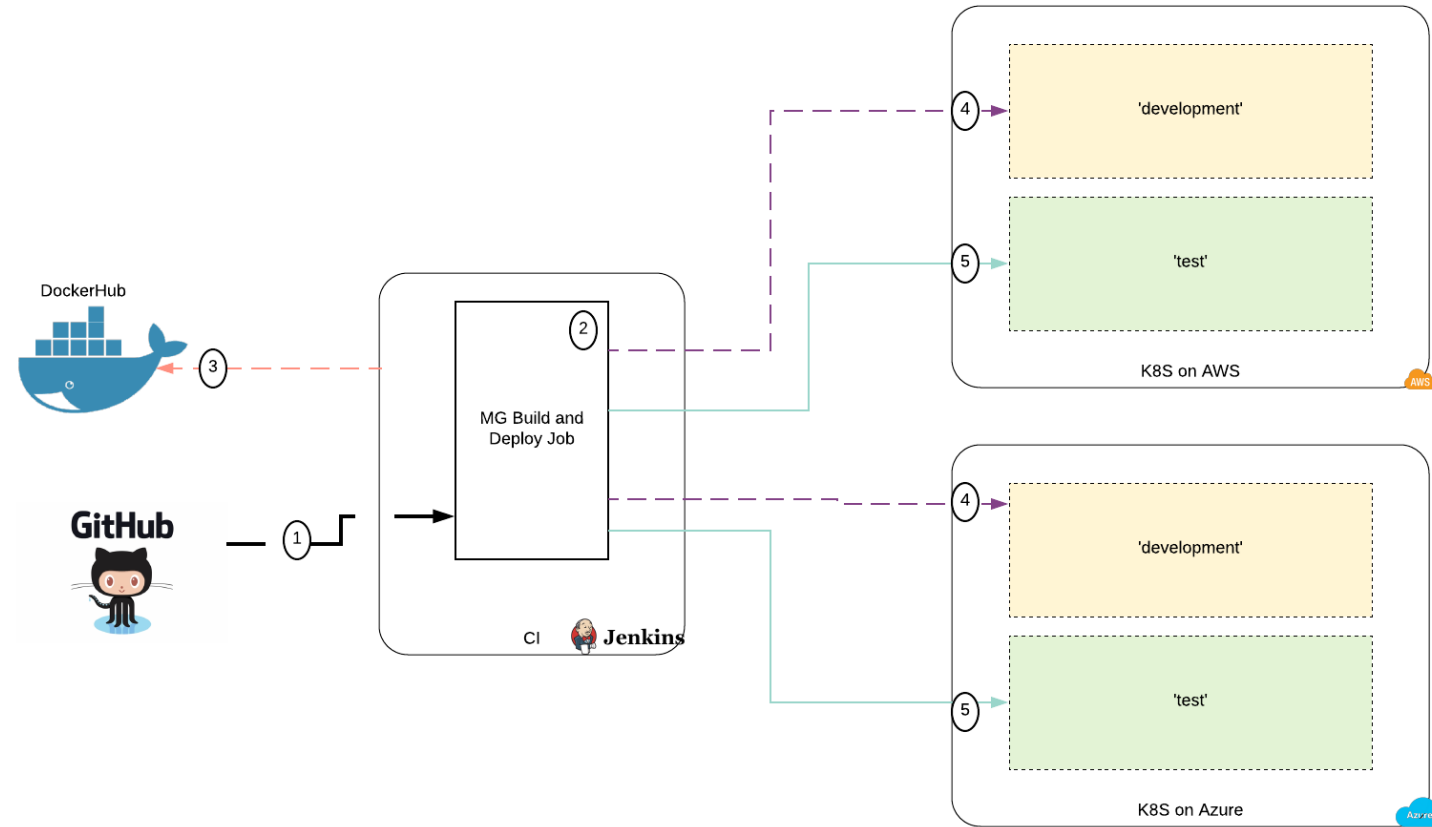 4
'development'
5
'test'
K8S on AWS
AWS
DockerHub
3
2
MG Build and
Deploy Job
GitHub
1
CI
Jenkins
4
'development'
5
'test'
K8S on Azure
Azure